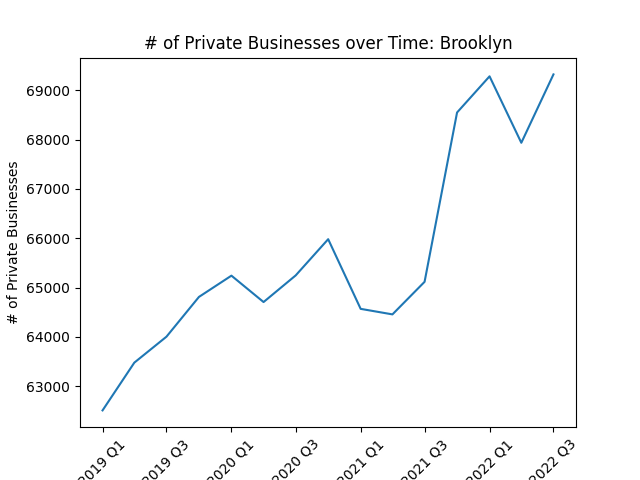 # of Private Businesses over Time: Brooklyn
# of Private Businesses
69000
68000
67000
66000
65000
64000
63000
2019 Q1
2019 Q3
2020 Q1
2020 Q3
2021 Q1
2021 Q3
2022 Q1
2022 Q3